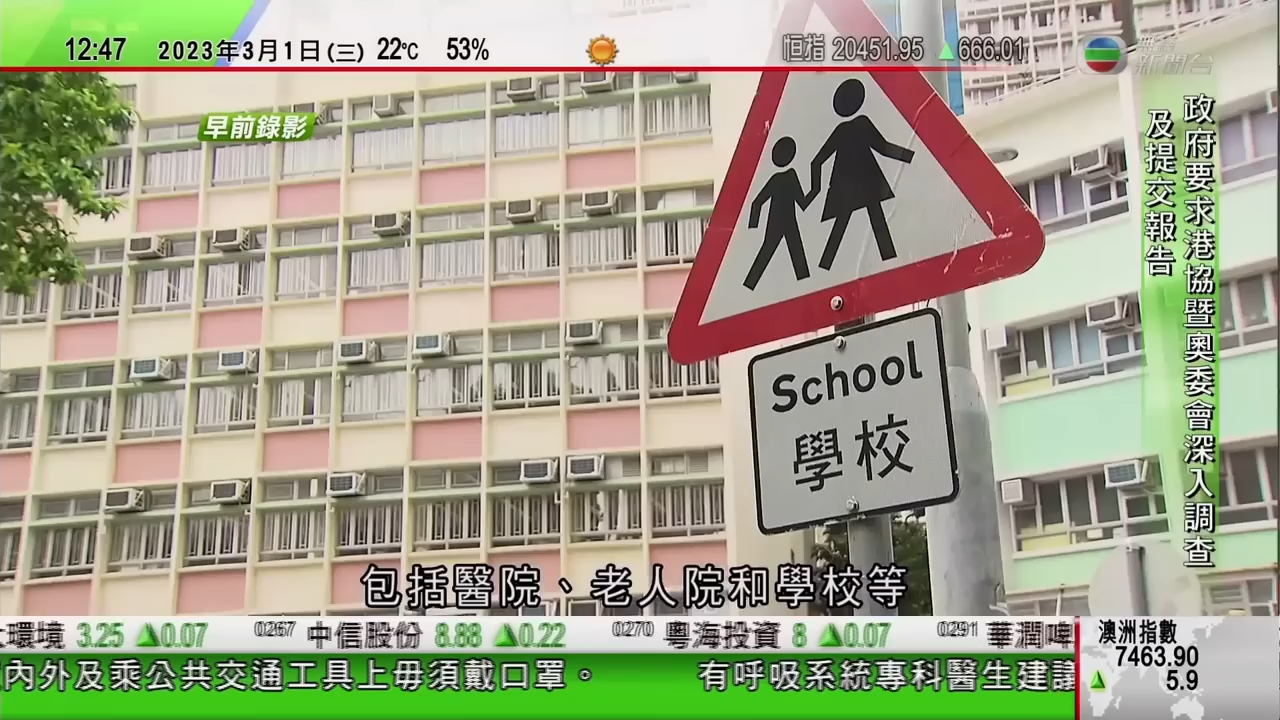 12:47 2023年3月1日(三) 22℃ 53%
恒指 20451.95 ▲666.01
無綫新聞台
早前錄影
政府要求港協暨奧委會深入調查
及提交報告
School
學校
包括醫院、老人院和學校等
環境 3.25 ▲0.07 0267 中信股份 8.88 ▲0.22 0270 粵海投資 8 ▲0.07 0291 華潤啤
內外及乘公共交通工具上毋須戴口罩。 有呼吸系統專科醫生建議
澳洲指數
7463.90
▲ 5.9